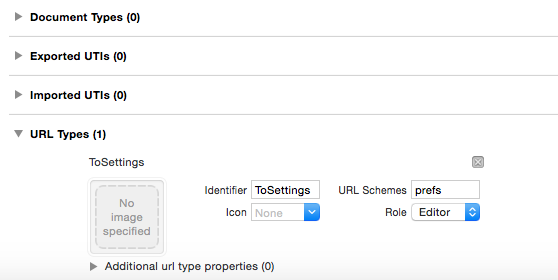 Document Types (0)
Exported UTIs (0)
Imported UTIs (0)
URL Types (1)
ToSettings
No
image
specified
Identifier ToSettings URL Schemes prefs
Icon None Role Editor
Additional url type properties (0)